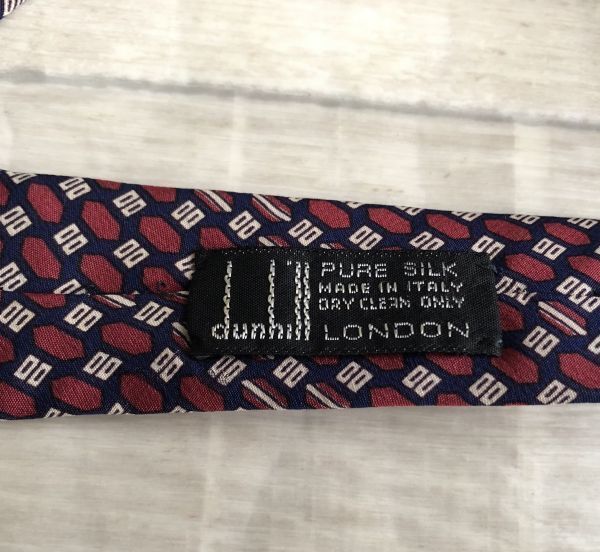 dunhill
PURE SILK
MADE IN ITALY
DRY CLEAN ONLY
LONDON